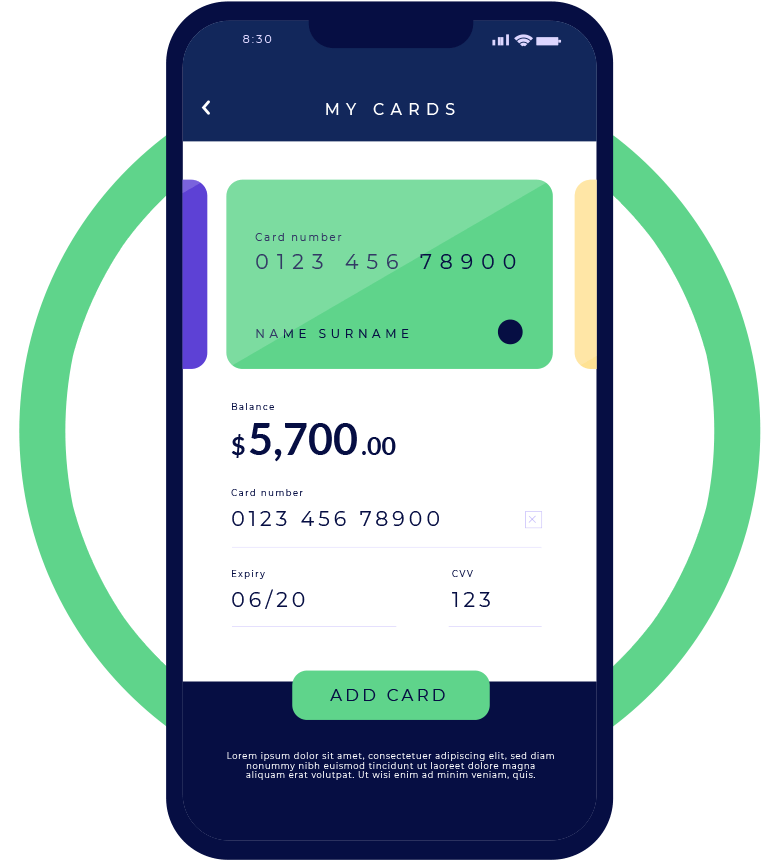 8:30
MY CARDS
Card number
0123 456 78900
NAME SURNAME
Balance
$5,700.00
Card number
0123 456 78900
Expiry
CVV
06/20
123
ADD CARD
Lorem ipsum dolor sit amet, consectetuer adipiscing elit, sed diam
nonummy nibh euismod tincidunt ut laoreet dolore magna
aliquam erat volutpat. Ut wisi enim ad minim veniam, quis.